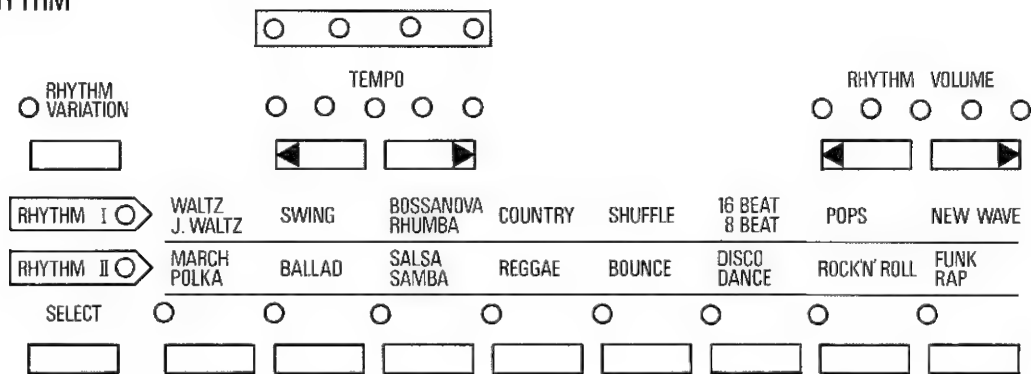 TEMPO
RHYTHM VOLUME
RHYTHM
VARIATION
RHYTHM I
WALTZ
J. WALTZ
SWING
BOSSANOVA
RHUMBA
COUNTRY
SHUFFLE
16 BEAT
8 BEAT
POPS
NEW WAVE
RHYTHM II
MARCH
POLKA
BALLAD
SALSA
SAMBA
REGGAE
BOUNCE
DISCO
DANCE
ROCK'N' ROLL
FUNK
RAP
SELECT